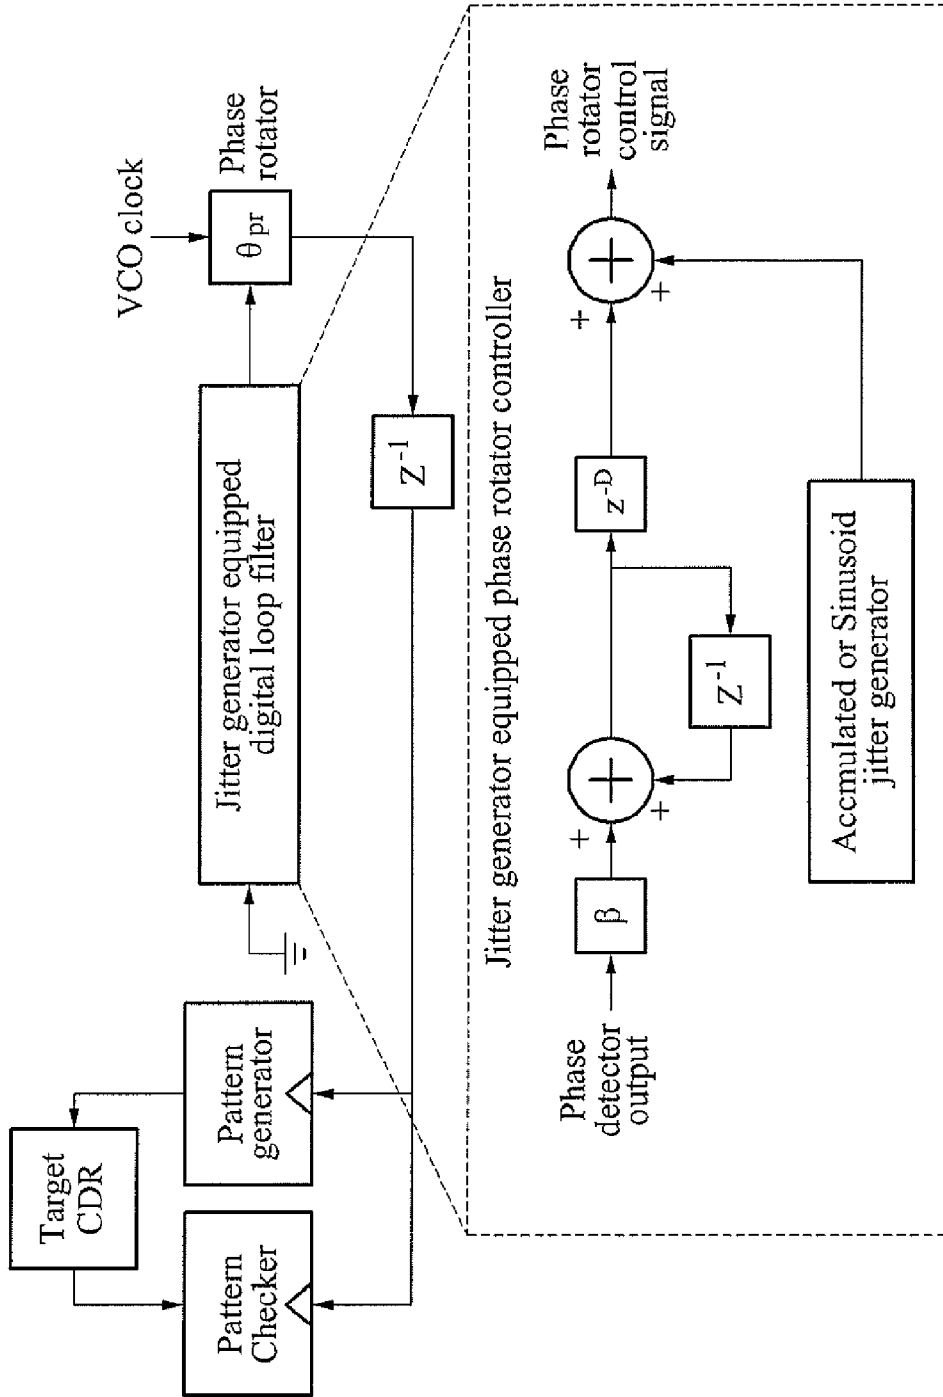 Target
CDR
Pattern
Checker
Pattern
generator
Jitter generator equipped
digital loop filter
VCO clock
θpr
Phase
rotator
Z-1
Jitter generator equipped phase rotator controller
Phase
detector
output
β
+
+
+
Z-1
z-D
+
+
+
Phase
rotator
control
signal
Accmulated or Sinusoid
jitter generator